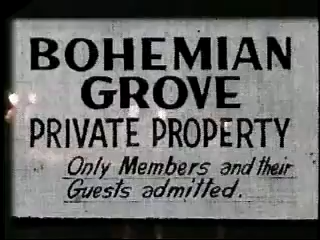 BOHEMIAN
GROVE
PRIVATE PROPERTY
Only Members and their
Guests admitted.